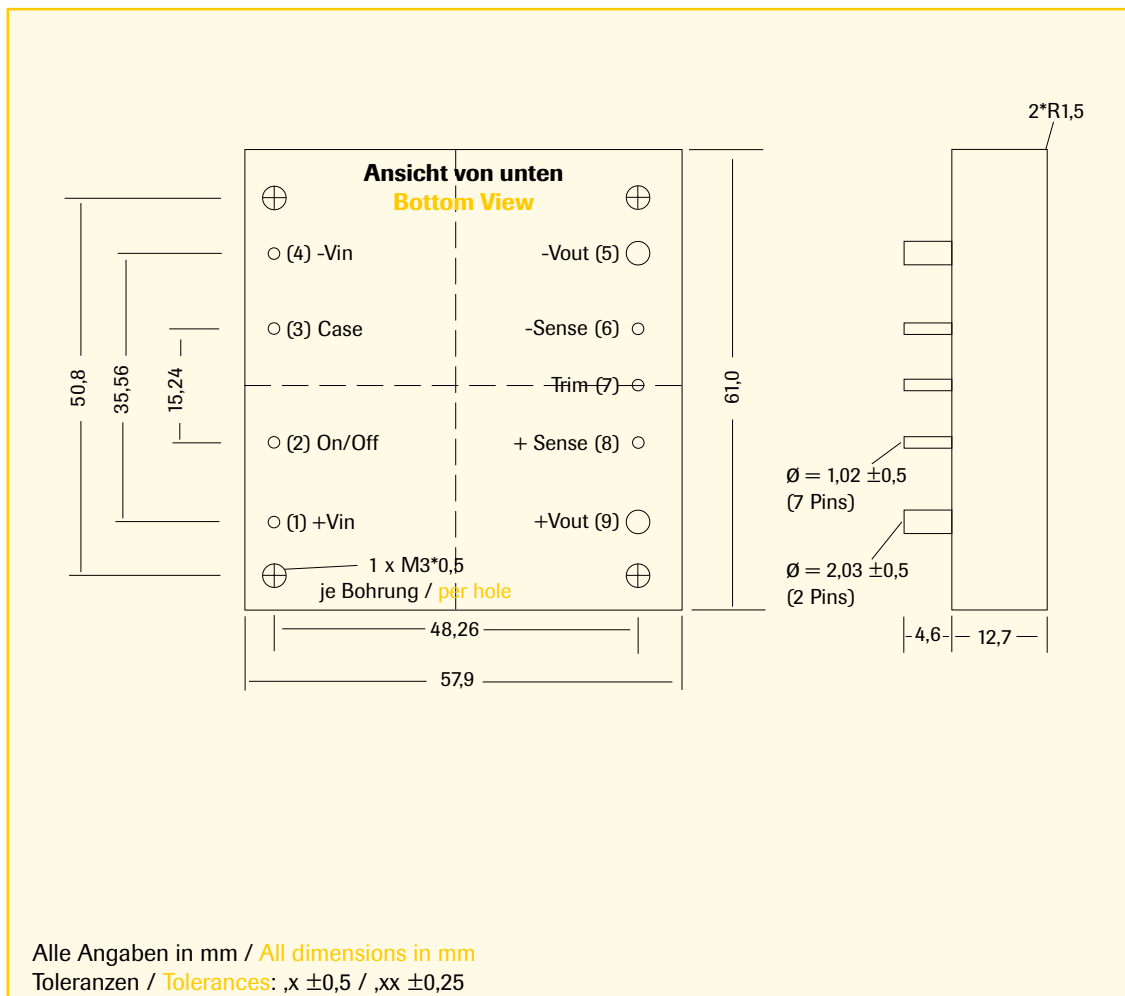 2*R1,5
Ansicht von unten
Bottom View
(4) -Vin
-Vout (5)
(3) Case
-Sense (6)
Trim (7)
(2) On/Off
+ Sense (8)
(1) +Vin
+Vout (9)
1 x M3*0,5
je Bohrung / per hole
50,8
35,56
15,24
61,0
48,26
57,9
Ø = 1,02 ±0,5
(7 Pins)
Ø = 2,03 ±0,5
(2 Pins)
4,6
12,7
Alle Angaben in mm / All dimensions in mm
Toleranzen / Tolerances: ,x ±0,5 / ,xx ±0,25